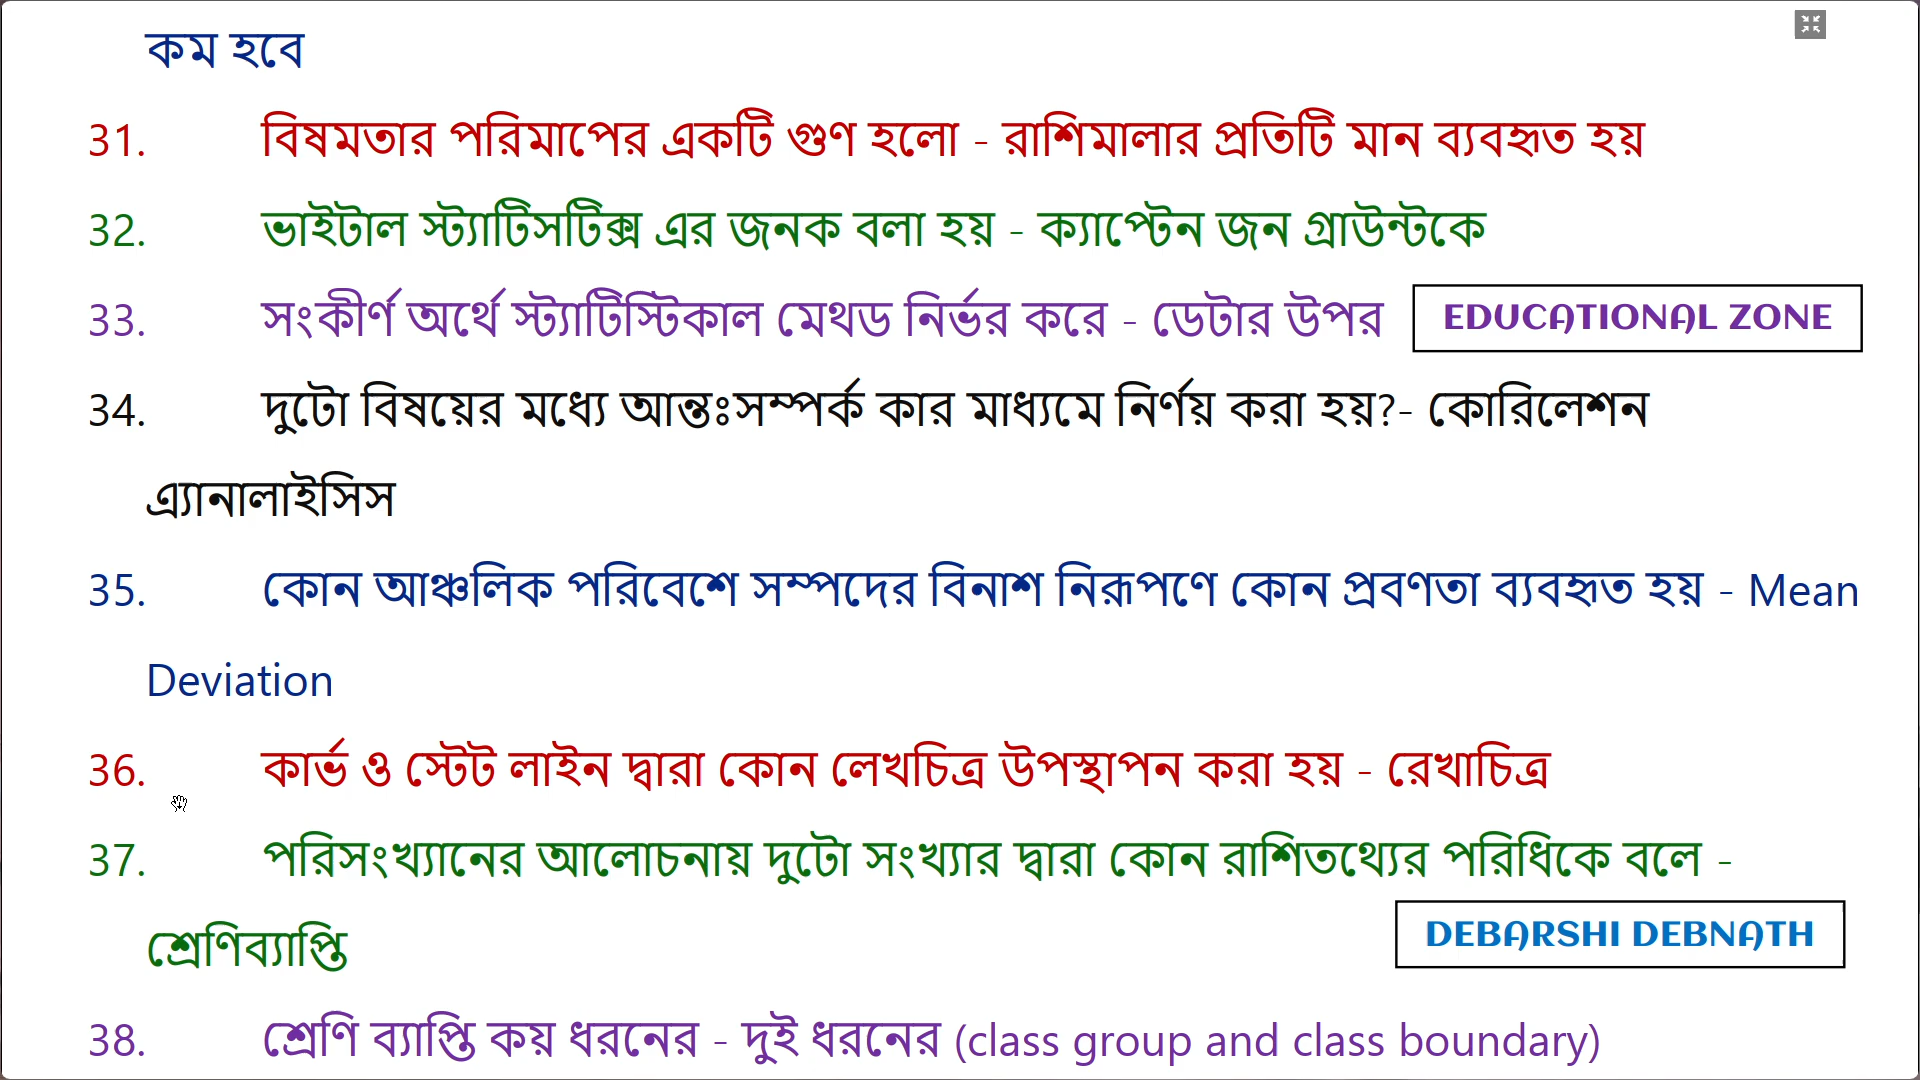 কম হবে
31. বিষমতার পরিমাপের একটি গুণ হলো - রাশিমালার প্রতিটি মান ব্যবহৃত হয়
32. ভাইটাল স্ট্যাটিসটিক্স এর জনক বলা হয় - ক্যাপ্টেন জন গ্রাউন্টকে
33. সংকীর্ণ অর্থে স্ট্যাটিস্টিকাল মেথড নির্ভর করে - ডেটার উপর
EDUCATIONAL ZONE
34. দুটো বিষয়ের মধ্যে আন্তঃসম্পর্ক কার মাধ্যমে নির্ণয় করা হয়?- কোরিলেশন
এ্যানালাইসিস
35. কোন আঞ্চলিক পরিবেশে সম্পদের বিনাশ নিরূপণে কোন প্রবণতা ব্যবহৃত হয় - Mean
Deviation
36. কার্ভ ও স্টেট লাইন দ্বারা কোন লেখচিত্র উপস্থাপন করা হয় - রেখাচিত্র
37. পরিসংখ্যানের আলোচনায় দুটো সংখ্যার দ্বারা কোন রাশিতথ্যের পরিধিকে বলে -
শ্রেণিব্যাপ্তি
DEBARSHI DEBNATH
38. শ্রেণি ব্যাপ্তি কয় ধরনের - দুই ধরনের (class group and class boundary)